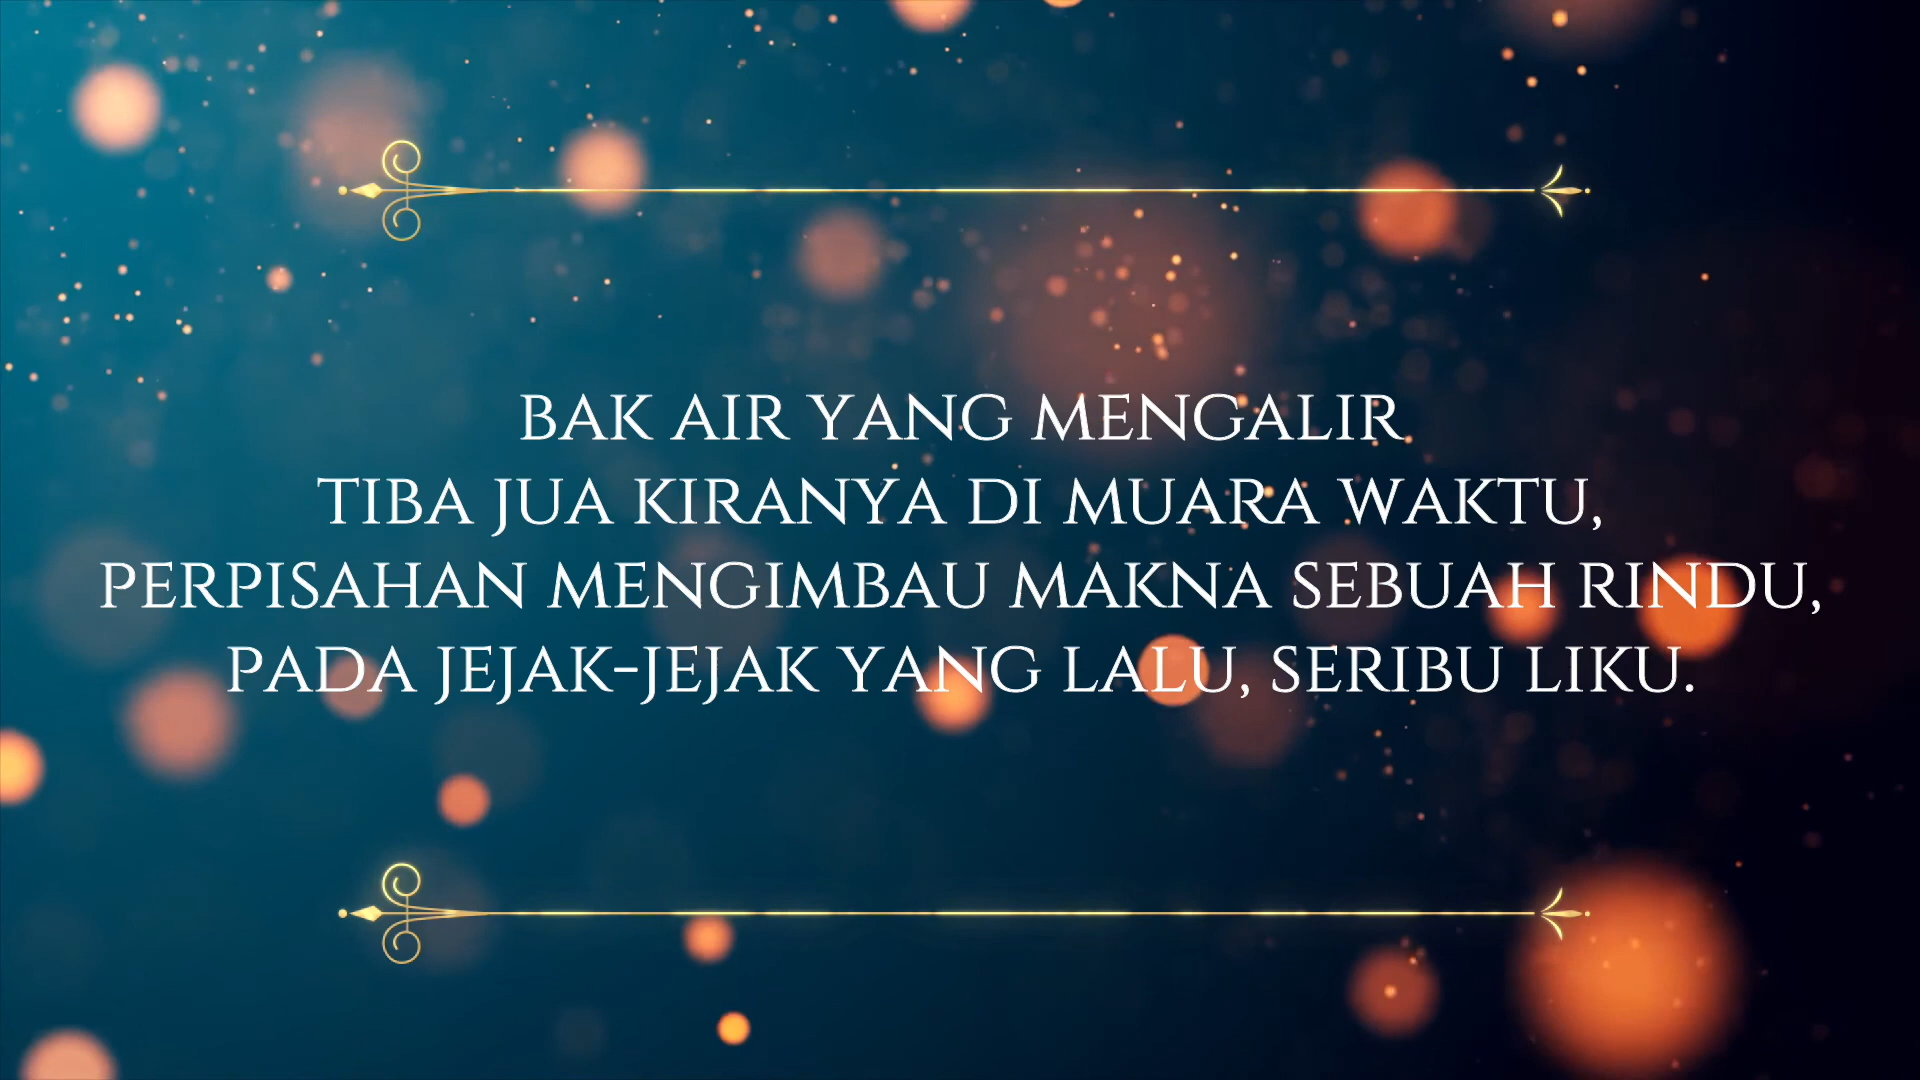 BAK AIR YANG MENGALIR
TIBA JUA KIRANYA DI MUARA WAKTU,
PERPISAHAN MENGIMBAU MAKNA SEBUAH RINDU,
PADA JEJAK-JEJAK YANG LALU, SERIBU LIKU.